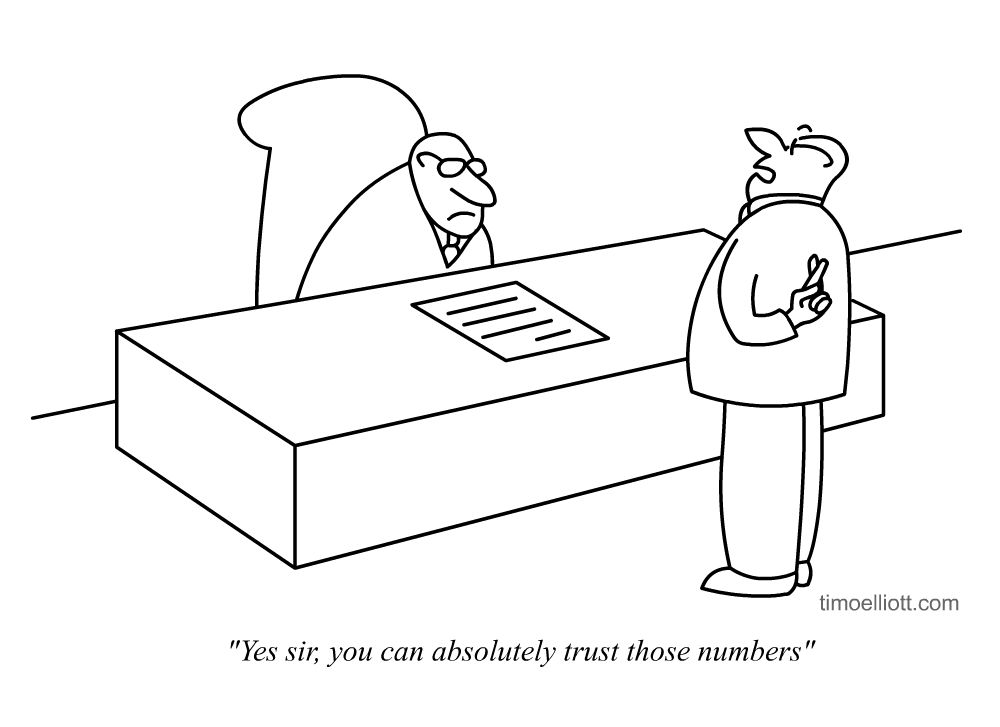 timoelliott.com
"Yes sir, you can absolutely trust those numbers"